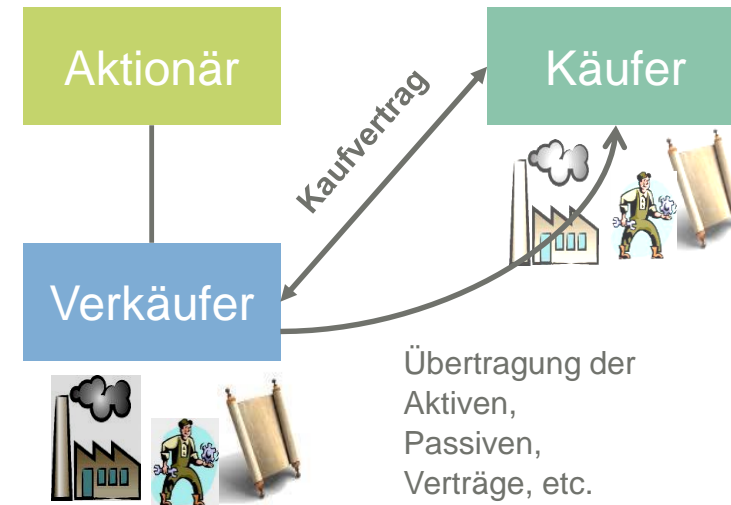 Aktionär
Käufer
Kaufvertrag
Verkäufer
Übertragung der
Aktiven,
Passiven,
Verträge, etc.